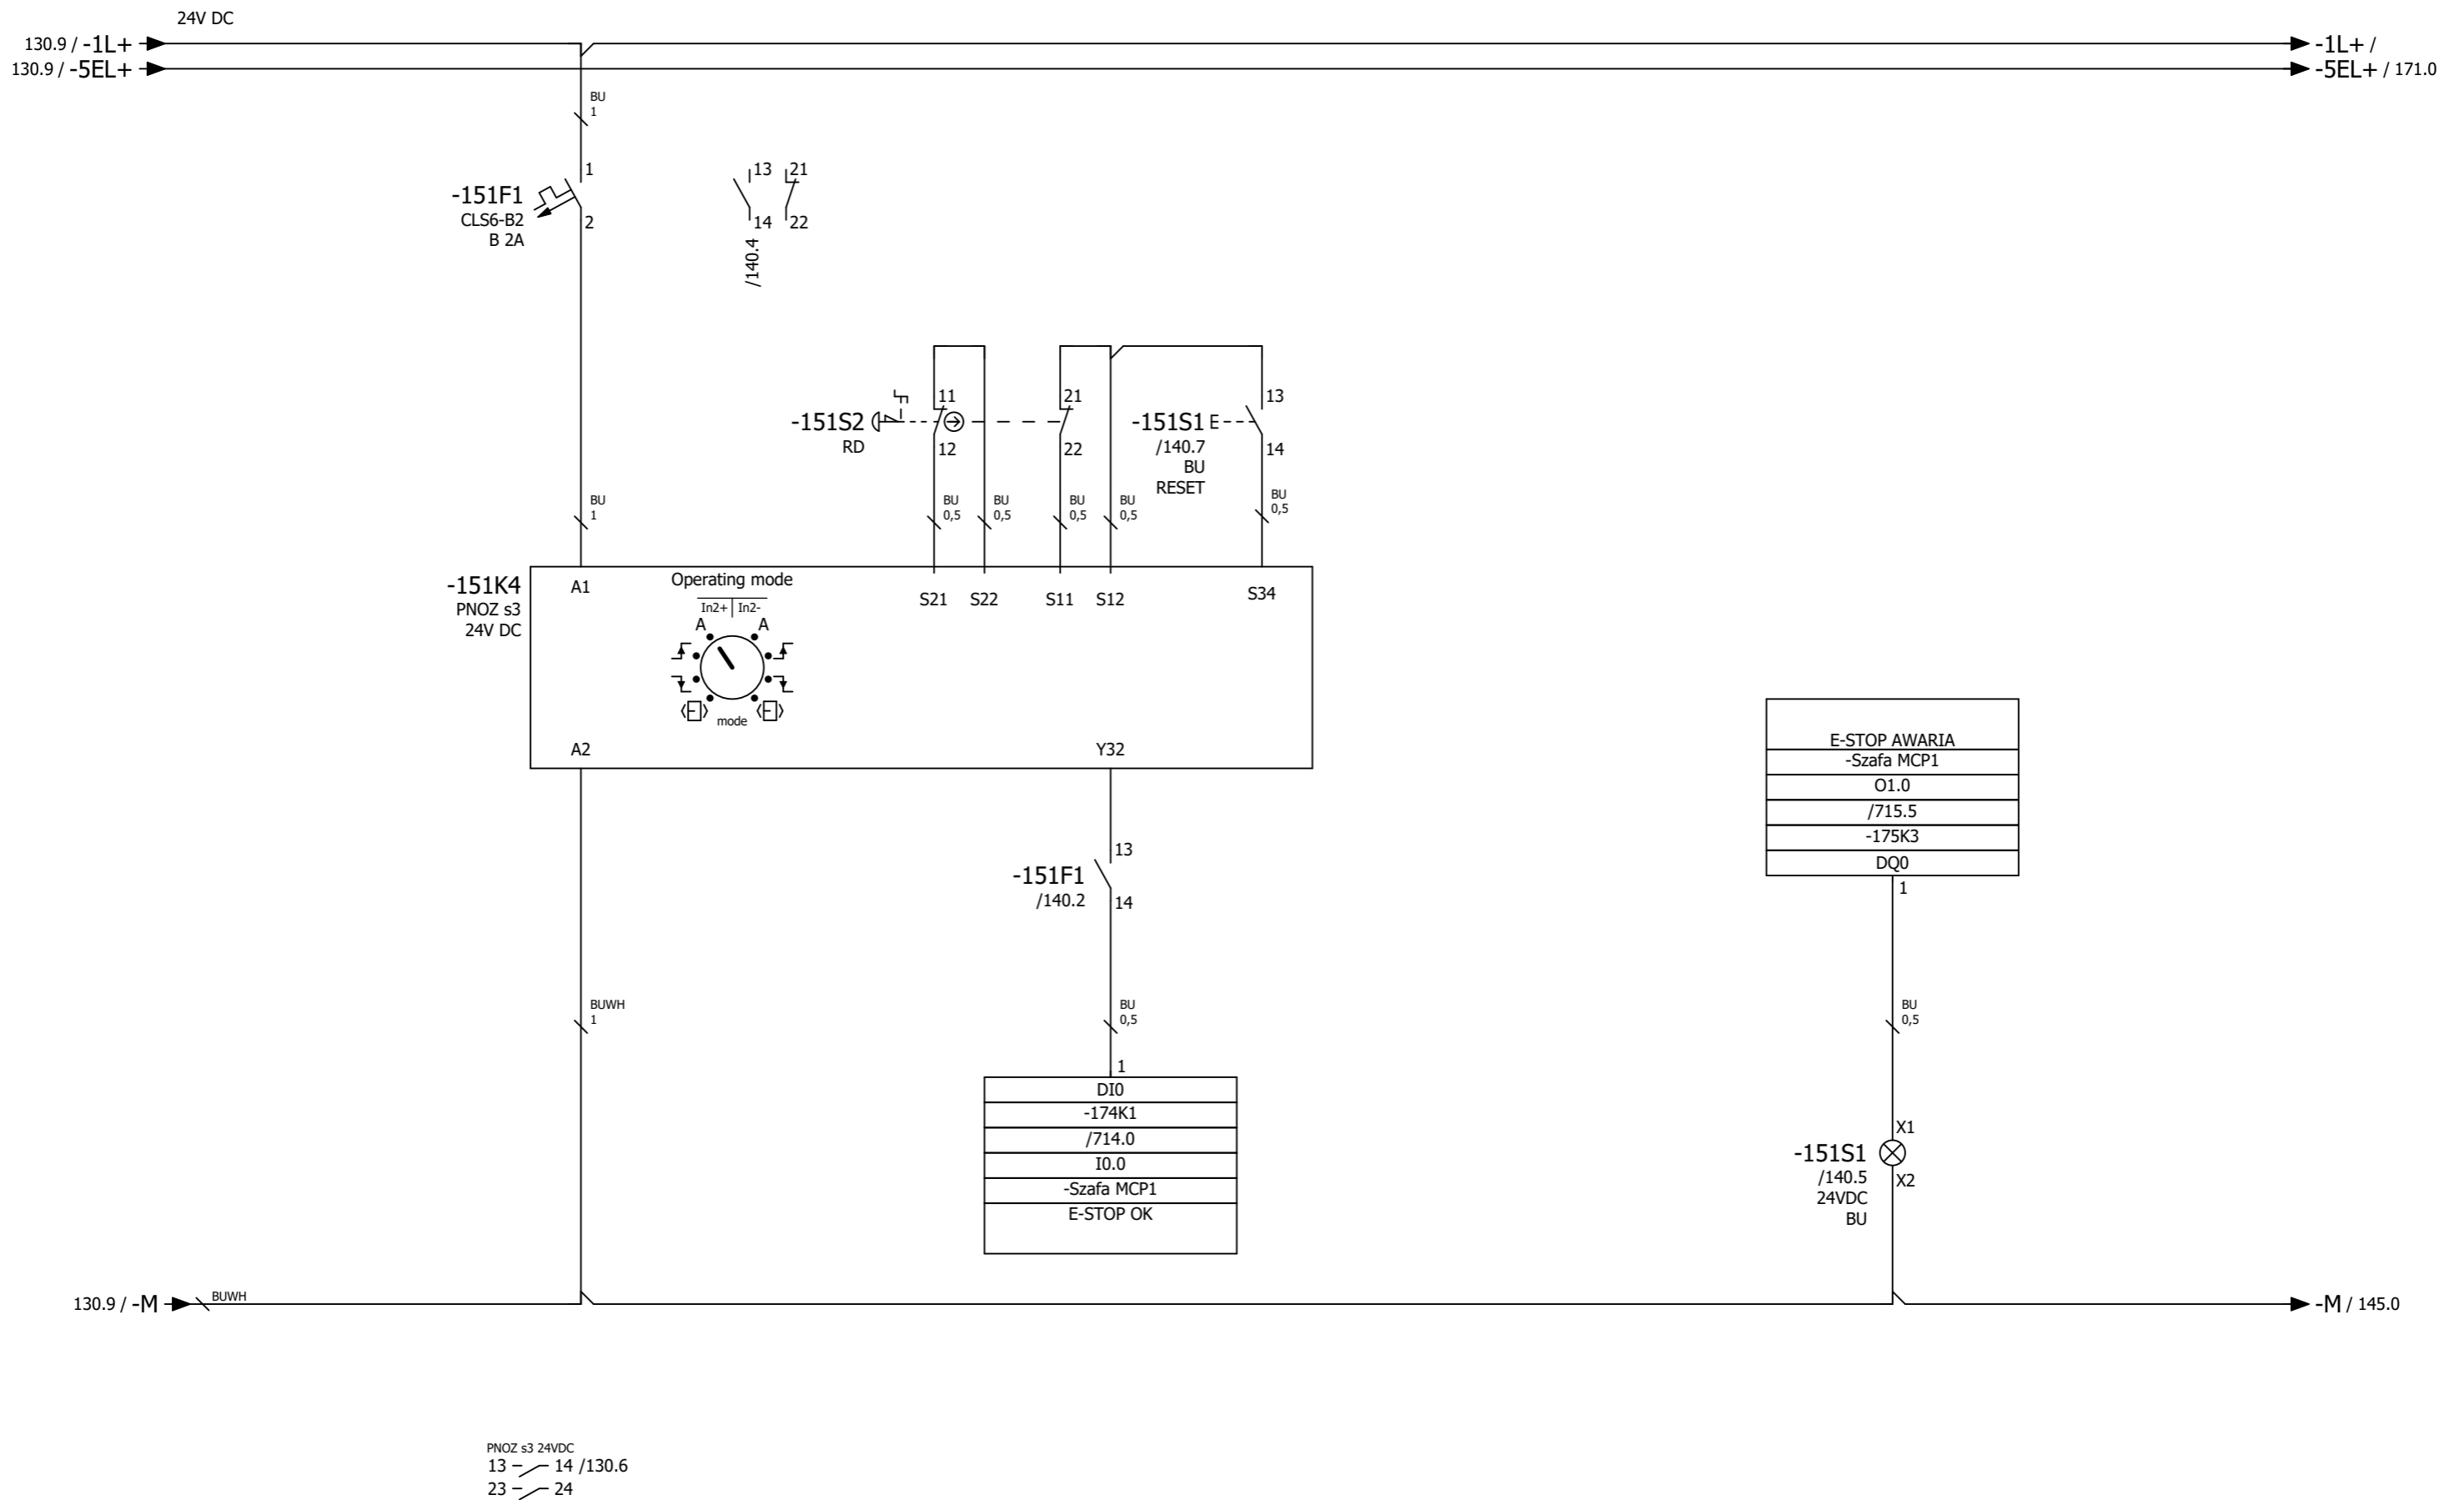 24V DC
130.9 / -1L+
-1L+ /
130.9 / -5EL+
-5EL+ / 171.0
BU
1
1
-151F1
CLS6-B2
B 2A
2
13
21
14
22
/140.4
11
21
13
-151S2
RD
12
22
-151S1
/140.7
BU
RESET
14
BU
1
BU
0,5
BU
0,5
BU
0,5
BU
0,5
BU
0,5
-151K4
PNOZ s3
24V DC
A1
Operating mode
In2+ In2-
A A
mode
S21
S22
S11
S12
S34
A2
Y32
E-STOP AWARIA
-Szafa MCP1
O1.0
/715.5
-175K3
DQ0
1
13
-151F1
/140.2
14
BUWH
1
BU
0,5
BU
0,5
1
DI0
-174K1
/714.0
I0.0
-Szafa MCP1
E-STOP OK
X1
-151S1
/140.5
24VDC
BU
X2
130.9 / -M
BUWH
-M / 145.0
PNOZ s3 24VDC
13 14 /130.6
23 24